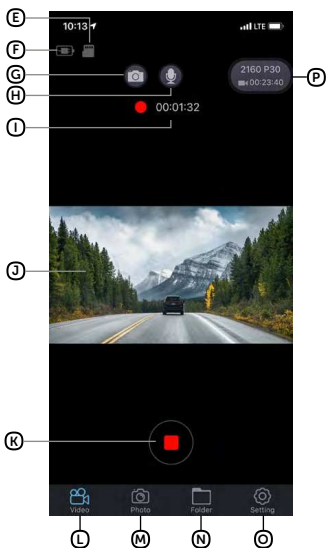 E
10:13 LTE
F
G
2160 P30
P
H
00:23:40
I
00:01:32
J
K
Video Photo Folder Setting
L M N O